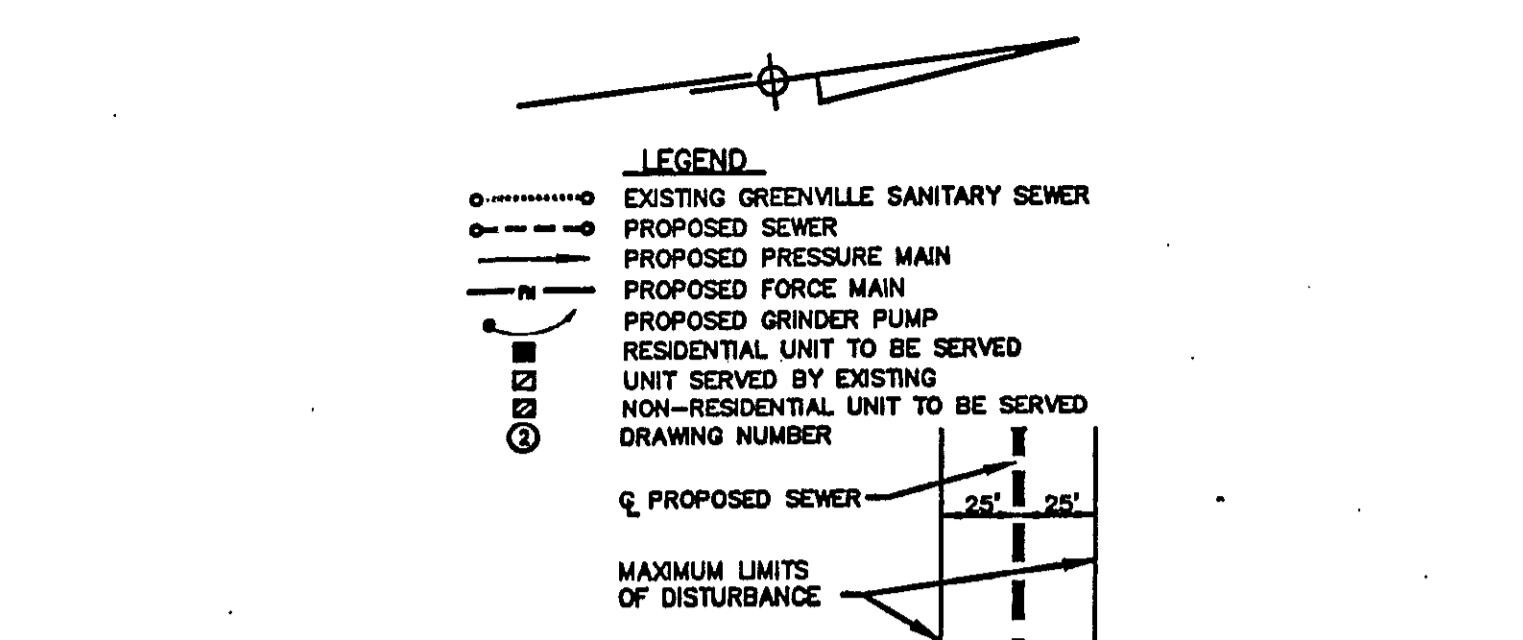 LEGEND
EXISTING GREENVILLE SANITARY SEWER
PROPOSED SEWER
PROPOSED PRESSURE MAIN
FM PROPOSED FORCE MAIN
PROPOSED GRINDER PUMP
RESIDENTIAL UNIT TO BE SERVED
UNIT SERVED BY EXISTING
NON-RESIDENTIAL UNIT TO BE SERVED
2 DRAWING NUMBER
℄ PROPOSED SEWER
25' 25'
MAXIMUM LIMITS
OF DISTURBANCE